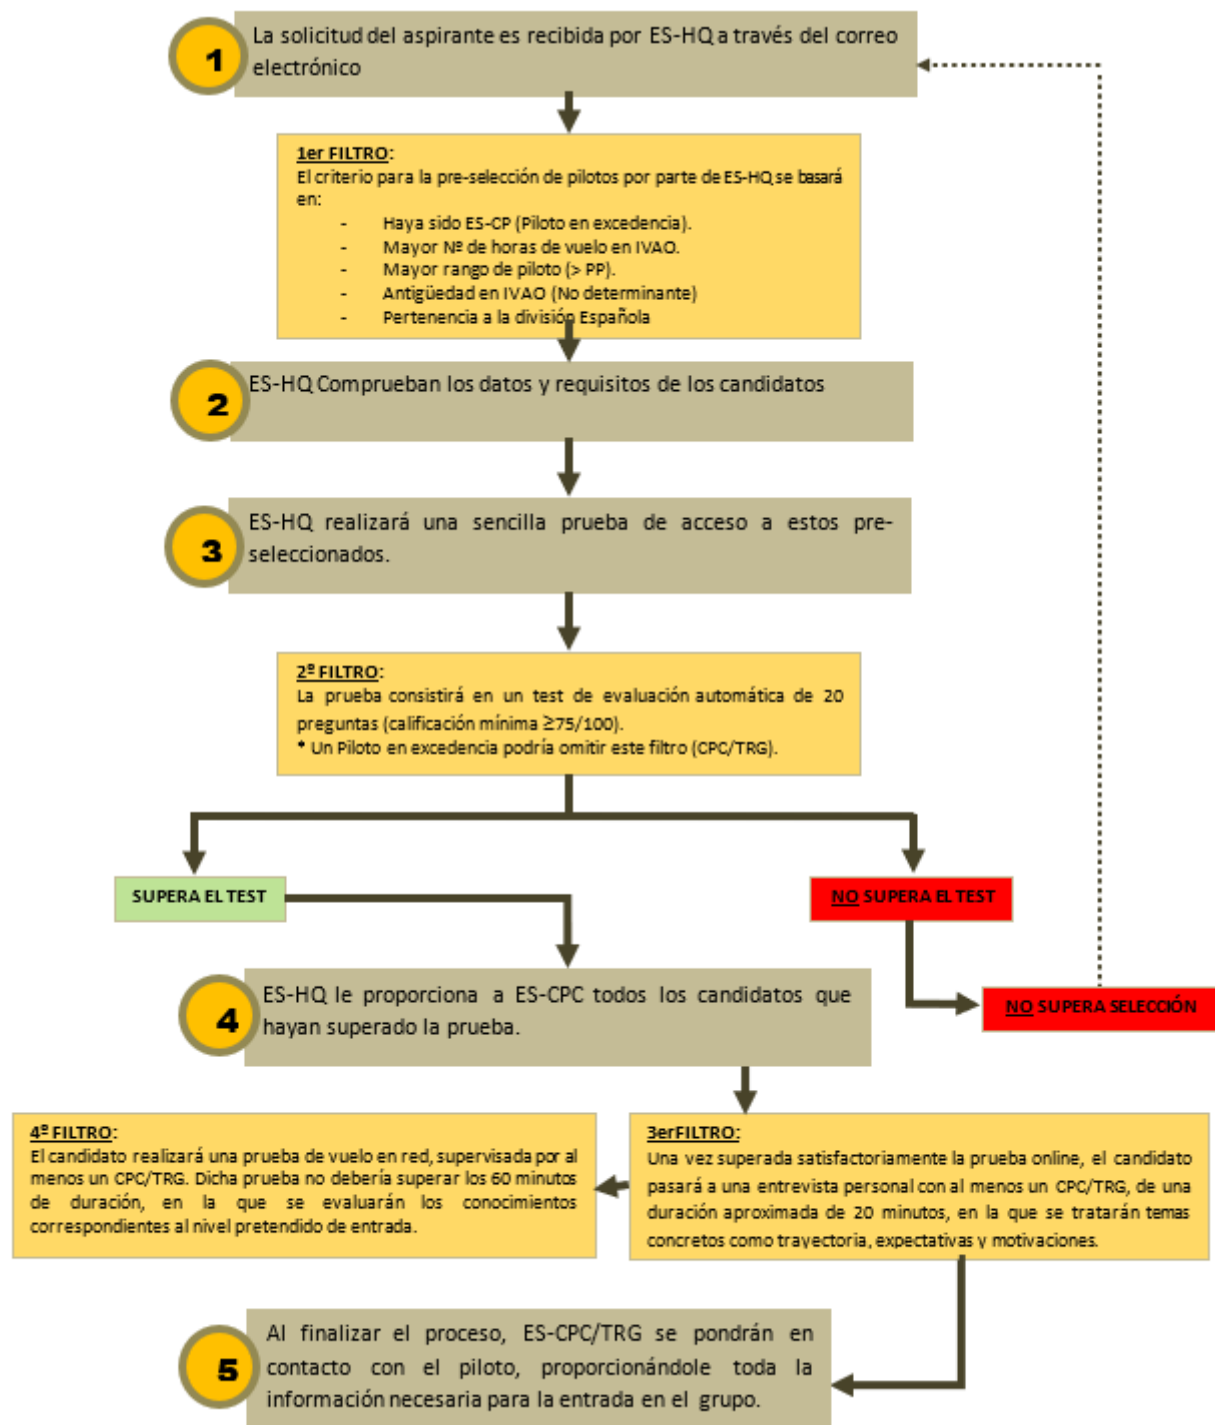 1
La solicitud del aspirante es recibida por ES-HQ a través del correo
electrónico
1er FILTRO:
El criterio para la pre-selección de pilotos por parte de ES-HQ se basará
en:
- Haya sido ES-CP (Piloto en excedencia).
- Mayor Nº de horas de vuelo en IVAO.
- Mayor rango de piloto (> PP).
- Antigüedad en IVAO (No determinante)
- Pertenencia a la división Española
2
ES-HQ Comprueban los datos y requisitos de los candidatos
3
ES-HQ realizará una sencilla prueba de acceso a estos pre-
seleccionados.
2º FILTRO:
La prueba consistirá en un test de evaluación automática de 20
preguntas (calificación mínima ≥75/100).
* Un Piloto en excedencia podría omitir este filtro (CPC/TRG).
SUPERA EL TEST
NO SUPERA EL TEST
4
ES-HQ le proporciona a ES-CPC todos los candidatos que
hayan superado la prueba.
NO SUPERA SELECCIÓN
3erFILTRO:
Una vez superada satisfactoriamente la prueba online, el candidato
pasará a una entrevista personal con al menos un CPC/TRG, de una
duración aproximada de 20 minutos, en la que se tratarán temas
concretos como trayectoria, expectativas y motivaciones.
4º FILTRO:
El candidato realizará una prueba de vuelo en red, supervisada por al
menos un CPC/TRG. Dicha prueba no debería superar los 60 minutos
de duración, en la que se evaluarán los conocimientos
correspondientes al nivel pretendido de entrada.
5
Al finalizar el proceso, ES-CPC/TRG se pondrán en
contacto con el piloto, proporcionándole toda la
información necesaria para la entrada en el grupo.